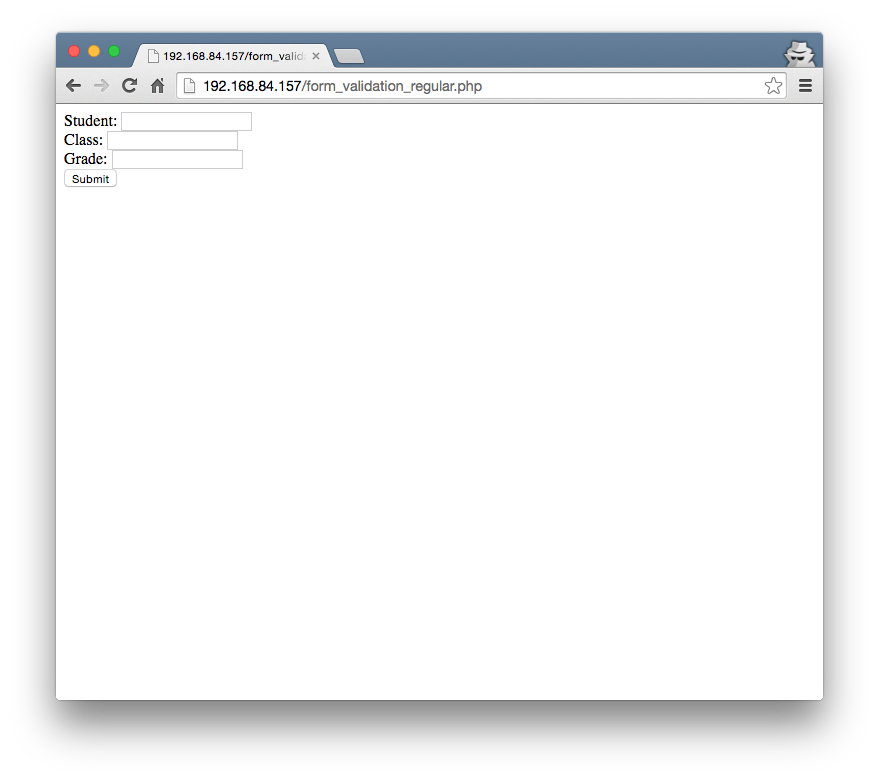 192.168.84.157/form_valid
192.168.84.157/form_validation_regular.php
Student:
Class:
Grade:
Submit